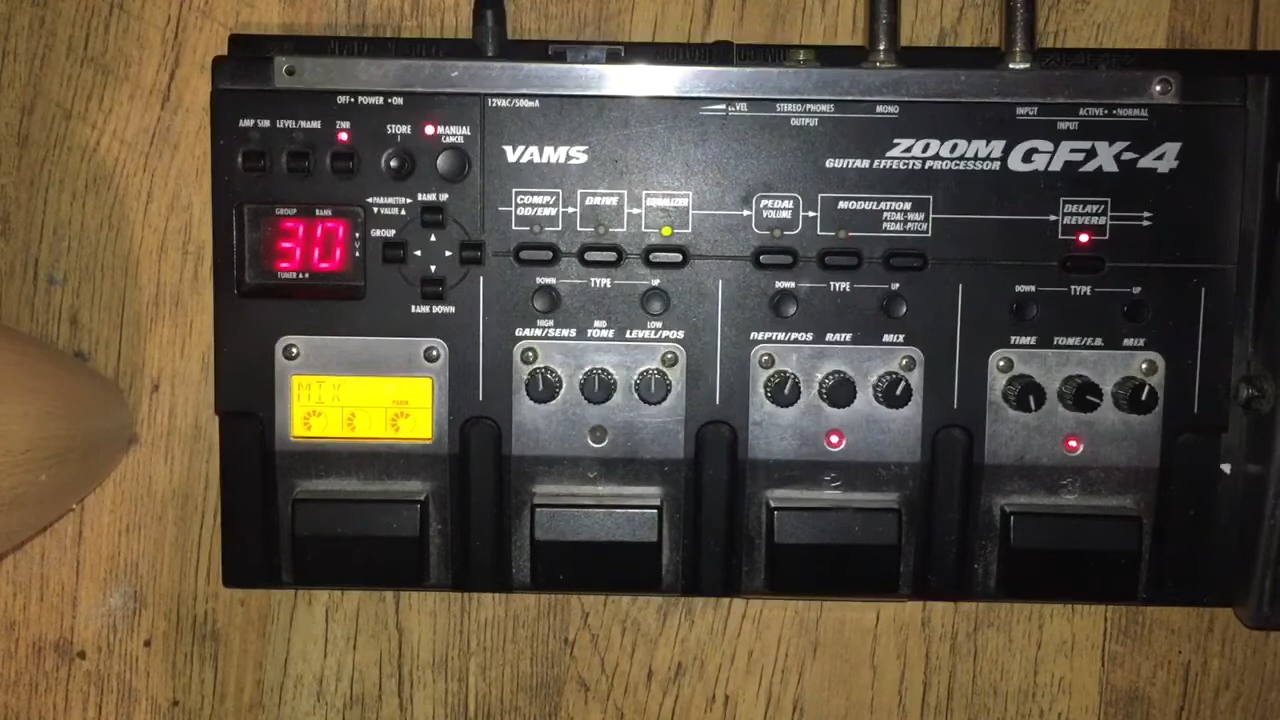 OFF• POWER •ON
12VAC/500mA
LEVEL
STEREO/PHONES
MONO
OUTPUT
INPUT
ACTIVE• •NORMAL
INPUT
AMP SIM
LEVEL/NAME
ZNR
STORE
MANUAL
CANCEL
VAMS
ZOOM GFX-4
GUITAR EFFECTS PROCESSOR
◄PARAMETER►
▼ VALUE ▲
BANK UP
GROUP
BANK DOWN
GROUP BANK
30
TUNER
COMP/
OD/ENV
DRIVE
EQUALIZER
PEDAL
VOLUME
MODULATION
PEDAL-WAH
PEDAL-PITCH
DELAY/
REVERB
DOWN TYPE UP
DOWN TYPE UP
DOWN TYPE UP
HIGH MID LOW
GAIN/SENS TONE LEVEL/POS
DEPTH/POS RATE MIX
TIME TONE/F.B. MIX
MIX
2
3